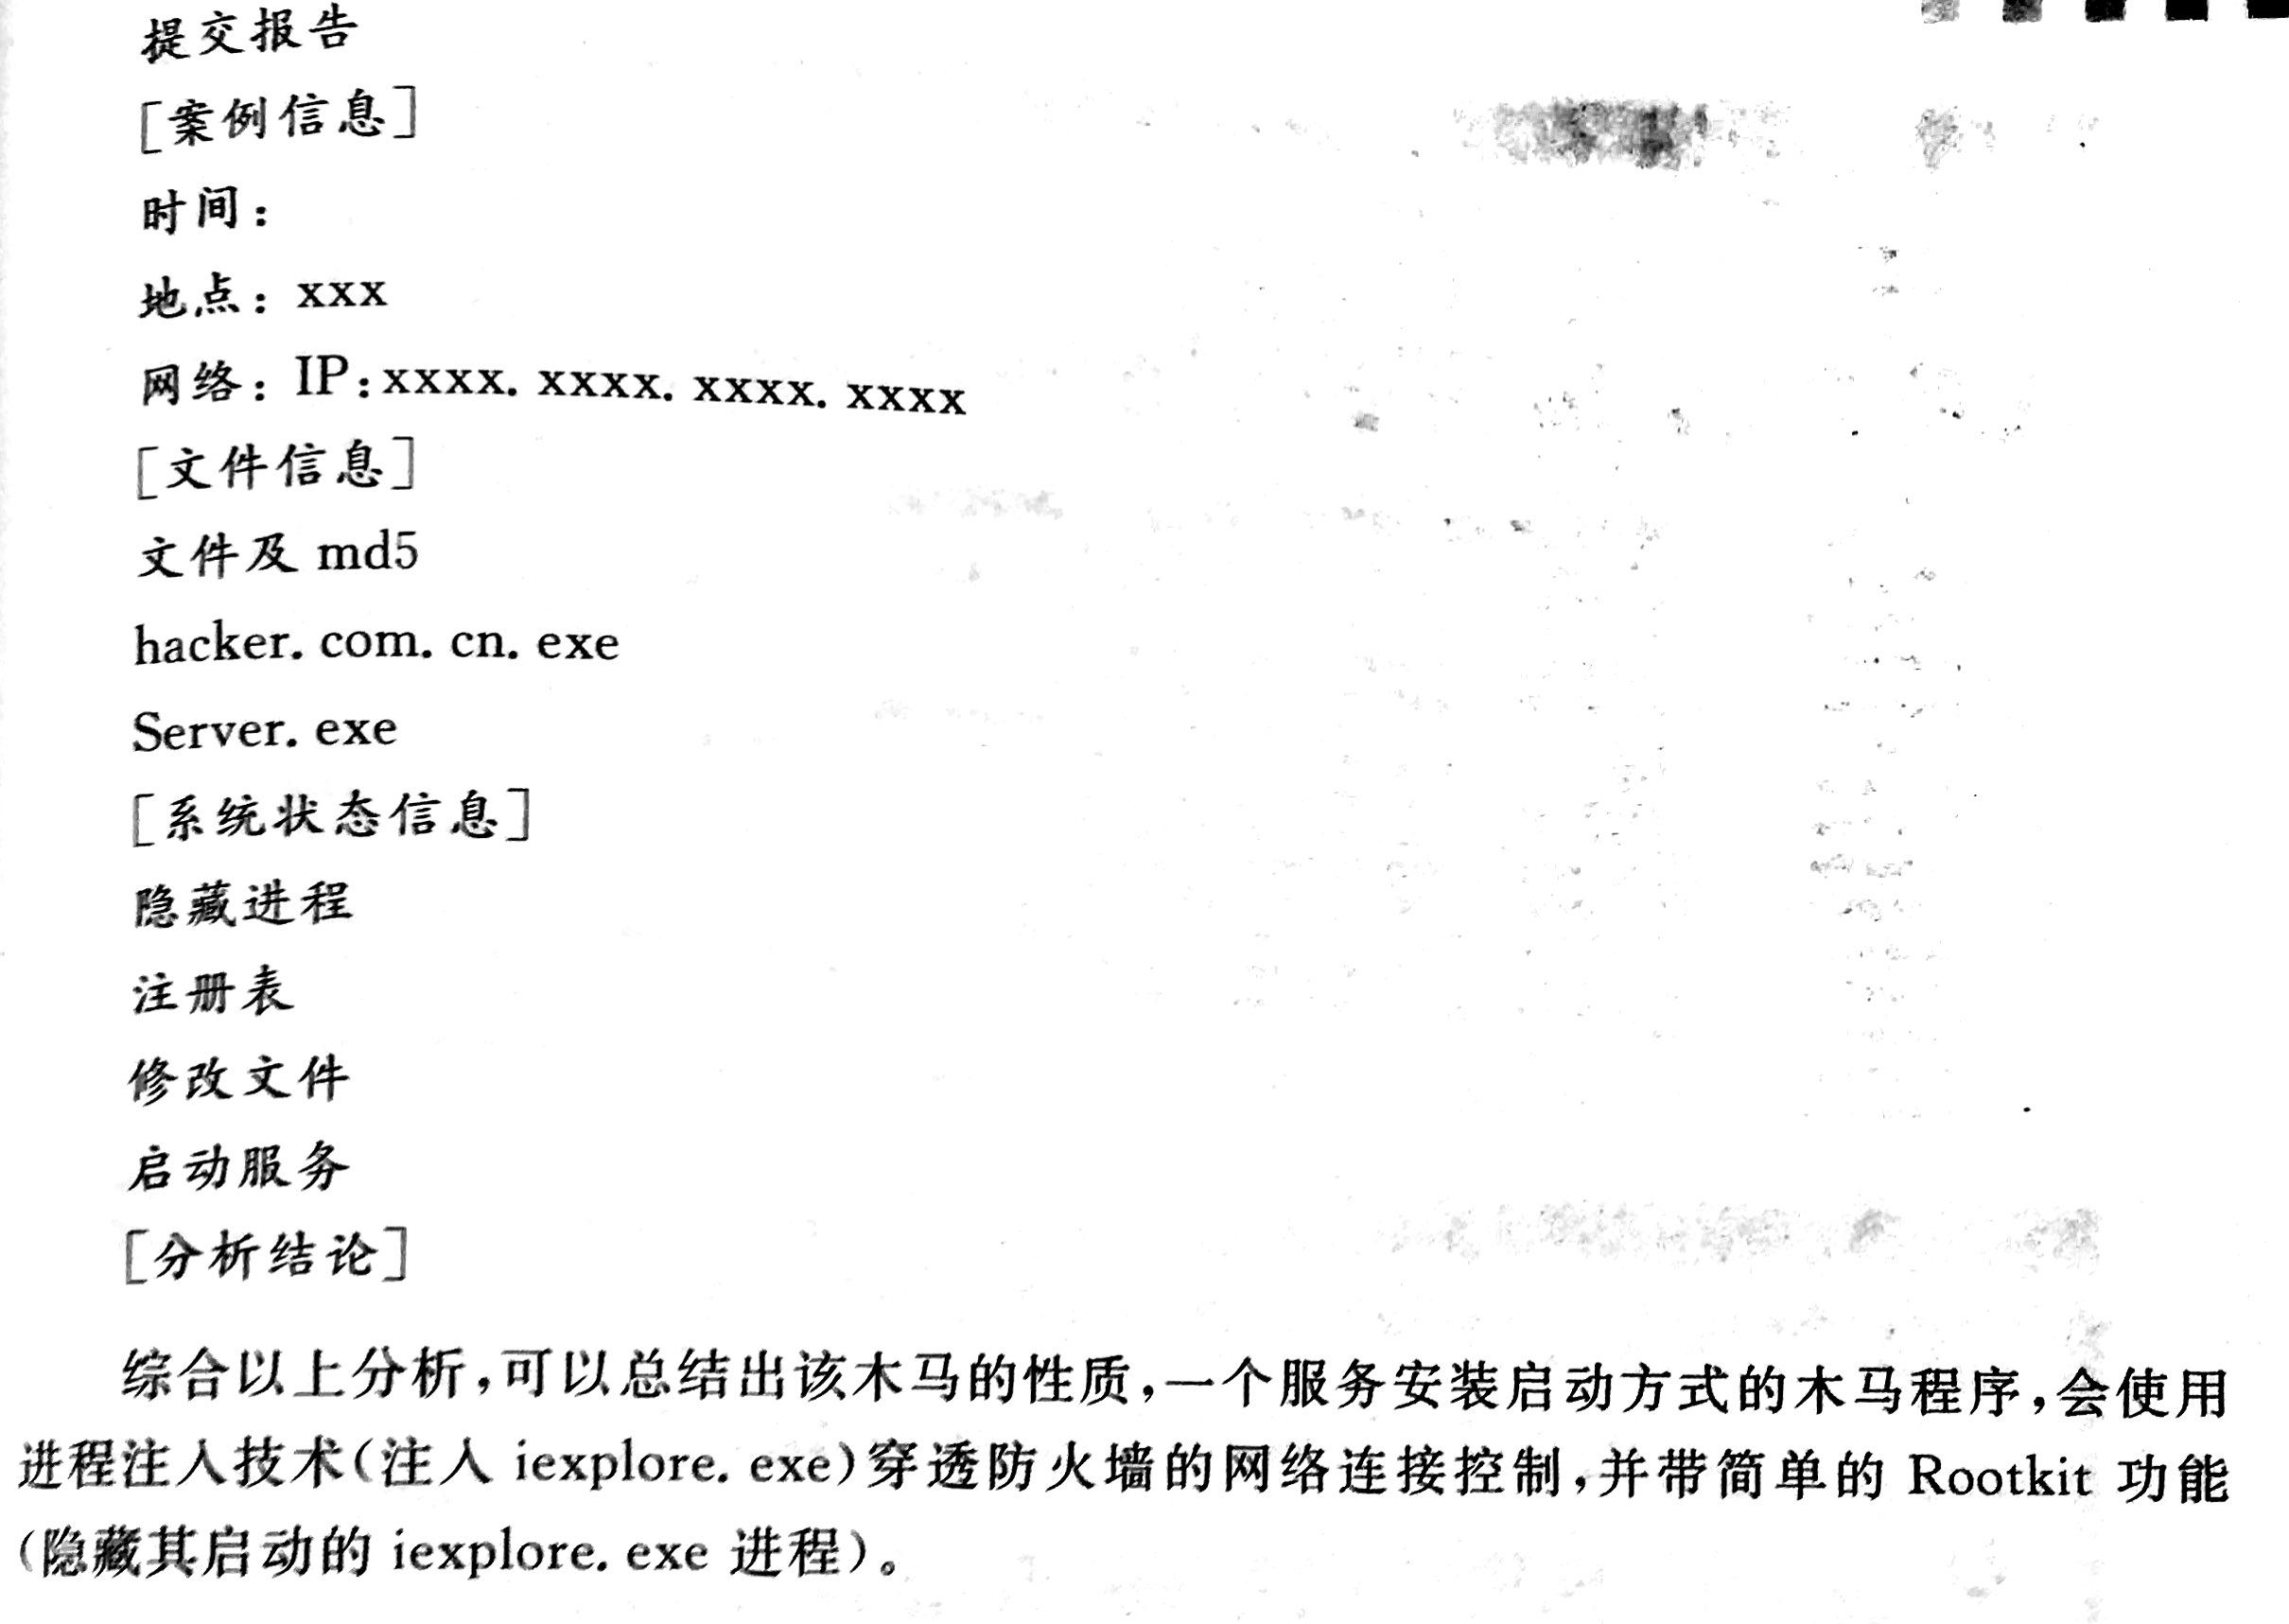 提交报告
[案例信息]
时间：
地点：xxx
网络：IP:xxxx. xxxx. xxxx. xxxx
[文件信息]
文件及 md5
hacker. com. cn. exe
Server. exe
[系统状态信息]
隐藏进程
注册表
修改文件
启动服务
[分析结论]
综合以上分析,可以总结出该木马的性质,一个服务安装启动方式的木马程序,会使用
进程注入技术(注入 iexplore. exe)穿透防火墙的网络连接控制,并带简单的 Rootkit 功能
(隐藏其启动的 iexplore. exe 进程)。